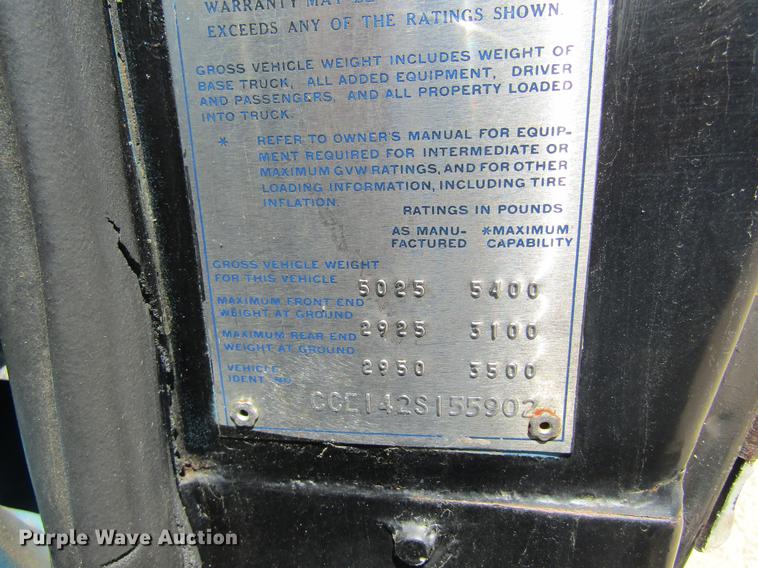 WARRANTY MAY BE
EXCEEDS ANY OF THE RATINGS SHOWN.
GROSS VEHICLE WEIGHT INCLUDES WEIGHT OF
BASE TRUCK, ALL ADDED EQUIPMENT, DRIVER
AND PASSENGERS, AND ALL PROPERTY LOADED
INTO TRUCK.
* REFER TO OWNER'S MANUAL FOR EQUIP-
MENT REQUIRED FOR INTERMEDIATE OR
MAXIMUM GVW RATINGS, AND FOR OTHER
LOADING INFORMATION, INCLUDING TIRE
INFLATION.
RATINGS IN POUNDS
AS MANU- *MAXIMUM
FACTURED CAPABILITY
GROSS VEHICLE WEIGHT
FOR THIS VEHICLE 5025 5400
MAXIMUM FRONT END
WEIGHT AT GROUND 2925 3100
MAXIMUM REAR END
WEIGHT AT GROUND 2950 3500
VEHICLE
IDENT. NO. CCE142S155902
Purple Wave Auction